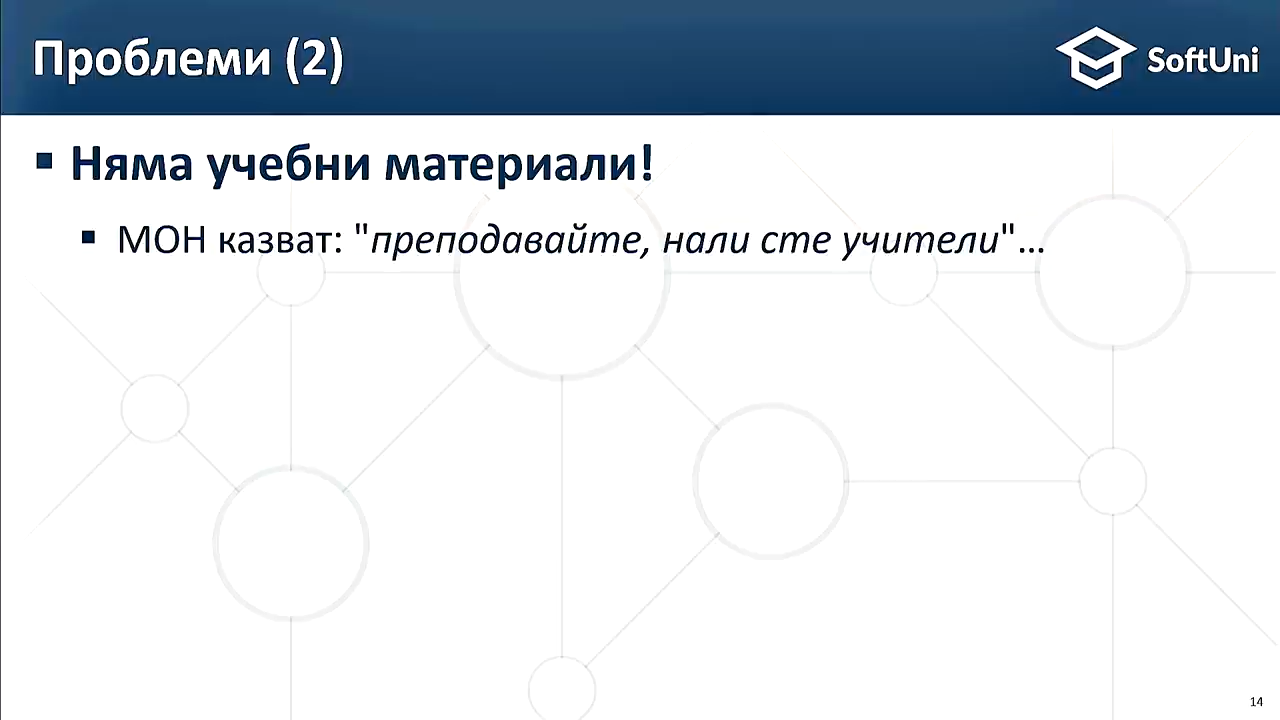 Проблеми (2)
SoftUni
▪ Няма учебни материали!
▪ МОН казват: "преподавайте, нали сте учители"…
14